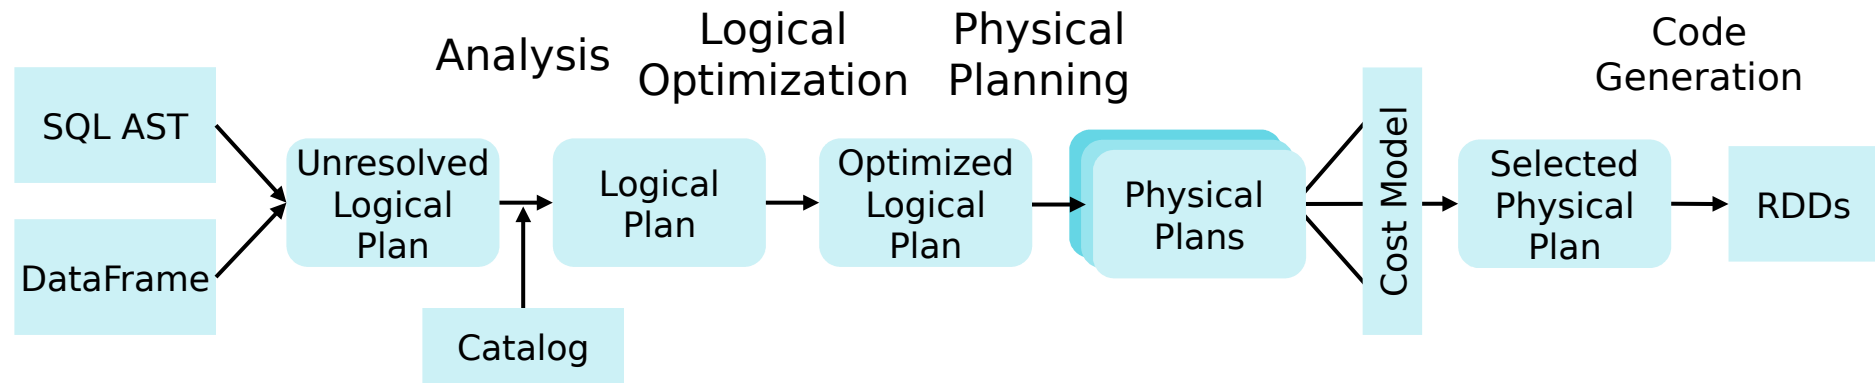 Analysis
Logical
Optimization
Physical
Planning
Code
Generation
SQL AST
DataFrame
Unresolved
Logical
Plan
Catalog
Logical
Plan
Optimized
Logical
Plan
Physical
Plans
Cost Model
Selected
Physical
Plan
RDDs